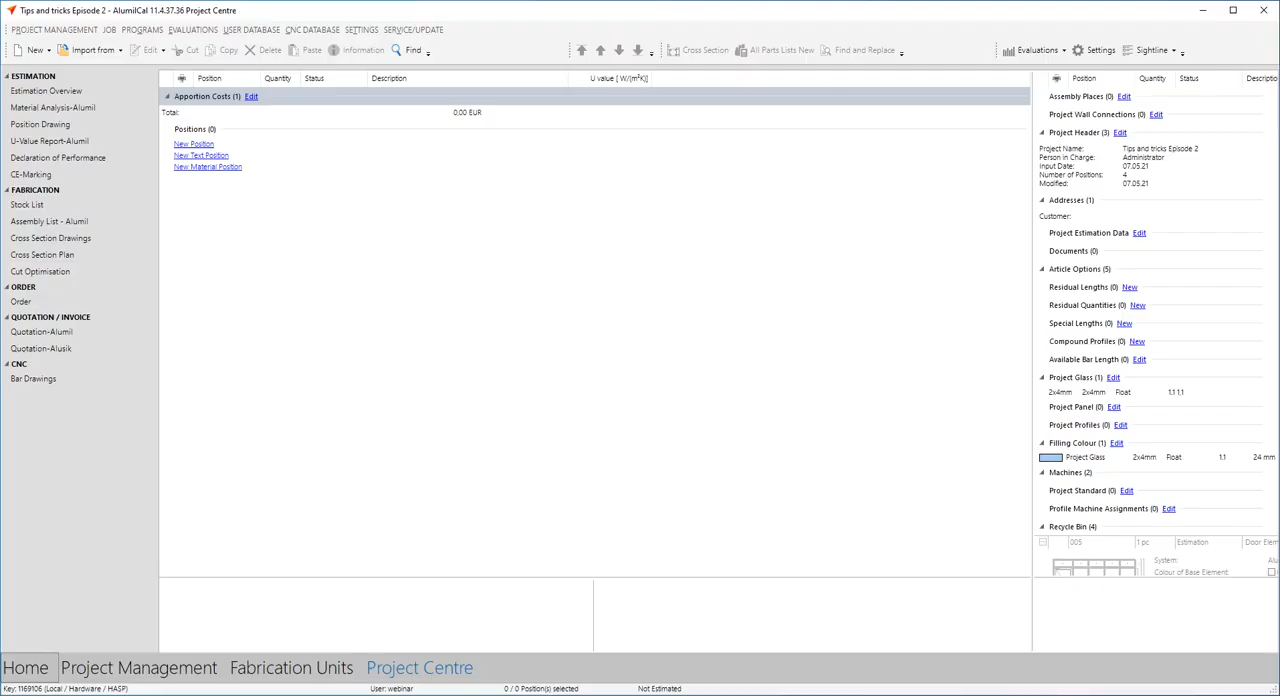 Tips and tricks Episode 2 - AlumilCal 11.4.37.36 Project Centre
PROJECT MANAGEMENT JOB PROGRAMS EVALUATIONS USER DATABASE CNC DATABASE SETTINGS SERVICE/UPDATE
New Import from Edit Cut Copy Delete Paste Information Find Cross Section All Parts Lists New Find and Replace Evaluations Settings Sightline
ESTIMATION
Estimation Overview
Material Analysis-Alumil
Position Drawing
U-Value Report-Alumil
Declaration of Performance
CE-Marking
FABRICATION
Stock List
Assembly List - Alumil
Cross Section Drawings
Cross Section Plan
Cut Optimisation
ORDER
Order
QUOTATION / INVOICE
Quotation-Alumil
Quotation-Alusik
CNC
Bar Drawings
Position Quantity Status Description U value [ W/(m²K)]
Apportion Costs (1) Edit
Total: 0,00 EUR
Positions (0)
New Position
New Text Position
New Material Position
Position Quantity Status Descriptio
Assembly Places (0) Edit
Project Wall Connections (0) Edit
Project Header (3) Edit
Project Name: Tips and tricks Episode 2
Person in Charge: Administrator
Input Date: 07.05.21
Number of Positions: 4
Modified: 07.05.21
Addresses (1)
Customer:
Project Estimation Data Edit
Documents (0)
Article Options (5)
Residual Lengths (0) New
Residual Quantities (0) New
Special Lengths (0) New
Compound Profiles (0) New
Available Bar Length (0) Edit
Project Glass (1) Edit
2x4mm 2x4mm Float 1,1 1,1
Project Panel (0) Edit
Project Profiles (0) Edit
Filling Colour (1) Edit
Project Glass 2x4mm Float 1,1 24 mm
Machines (2)
Project Standard (0) Edit
Profile Machine Assignments (0) Edit
Recycle Bin (4)
005 1 pc Estimation Door Elem
System: Alu
Colour of Base Element:
Home Project Management Fabrication Units Project Centre
Key: 1169106 (Local / Hardware / HASP) User: webinar 0 / 0 Position(s) selected Not Estimated